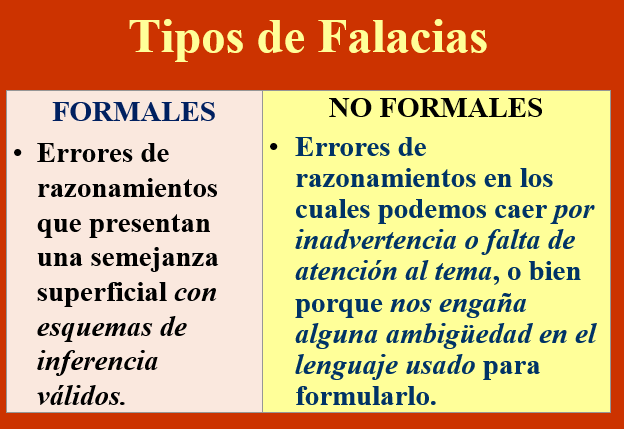 Tipos de Falacias
FORMALES
• Errores de
razonamientos
que presentan
una semejanza
superficial con
esquemas de
inferencia
válidos.
NO FORMALES
• Errores de
razonamientos en los
cuales podemos caer por
inadvertencia o falta de
atención al tema, o bien
porque nos engaña
alguna ambigüedad en el
lenguaje usado para
formularlo.